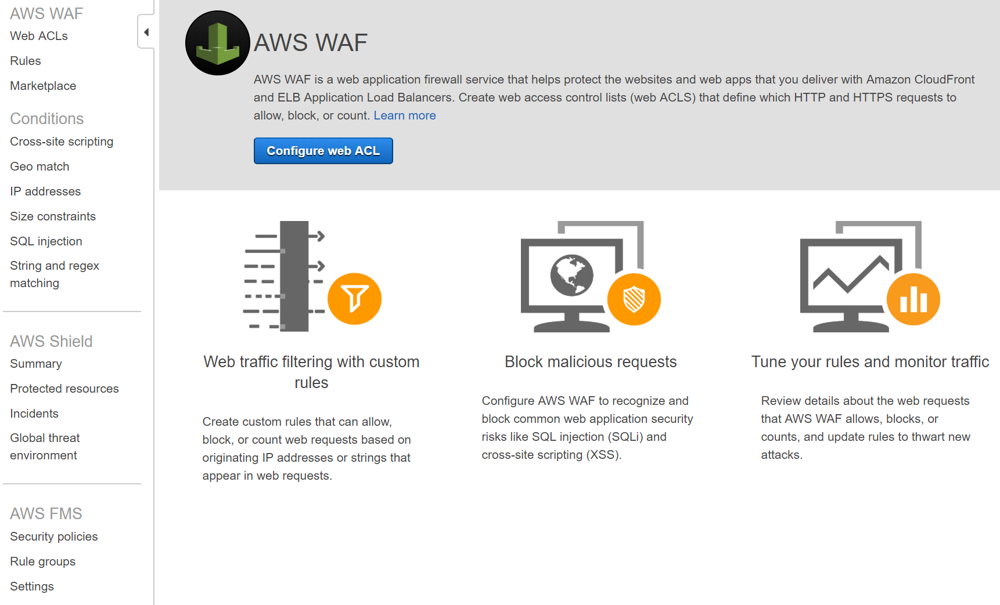 AWS WAF
Web ACLs
Rules
Marketplace
Conditions
Cross-site scripting
Geo match
IP addresses
Size constraints
SQL injection
String and regex
matching
AWS Shield
Summary
Protected resources
Incidents
Global threat
environment
AWS FMS
Security policies
Rule groups
Settings
AWS WAF
AWS WAF is a web application firewall service that helps protect the websites and web apps that you deliver with Amazon CloudFront
and ELB Application Load Balancers. Create web access control lists (web ACLS) that define which HTTP and HTTPS requests to
allow, block, or count. Learn more
Configure web ACL
Web traffic filtering with custom
rules
Create custom rules that can allow,
block, or count web requests based on
originating IP addresses or strings that
appear in web requests.
Block malicious requests
Configure AWS WAF to recognize and
block common web application security
risks like SQL injection (SQLi) and
cross-site scripting (XSS).
Tune your rules and monitor traffic
Review details about the web requests
that AWS WAF allows, blocks, or
counts, and update rules to thwart new
attacks.